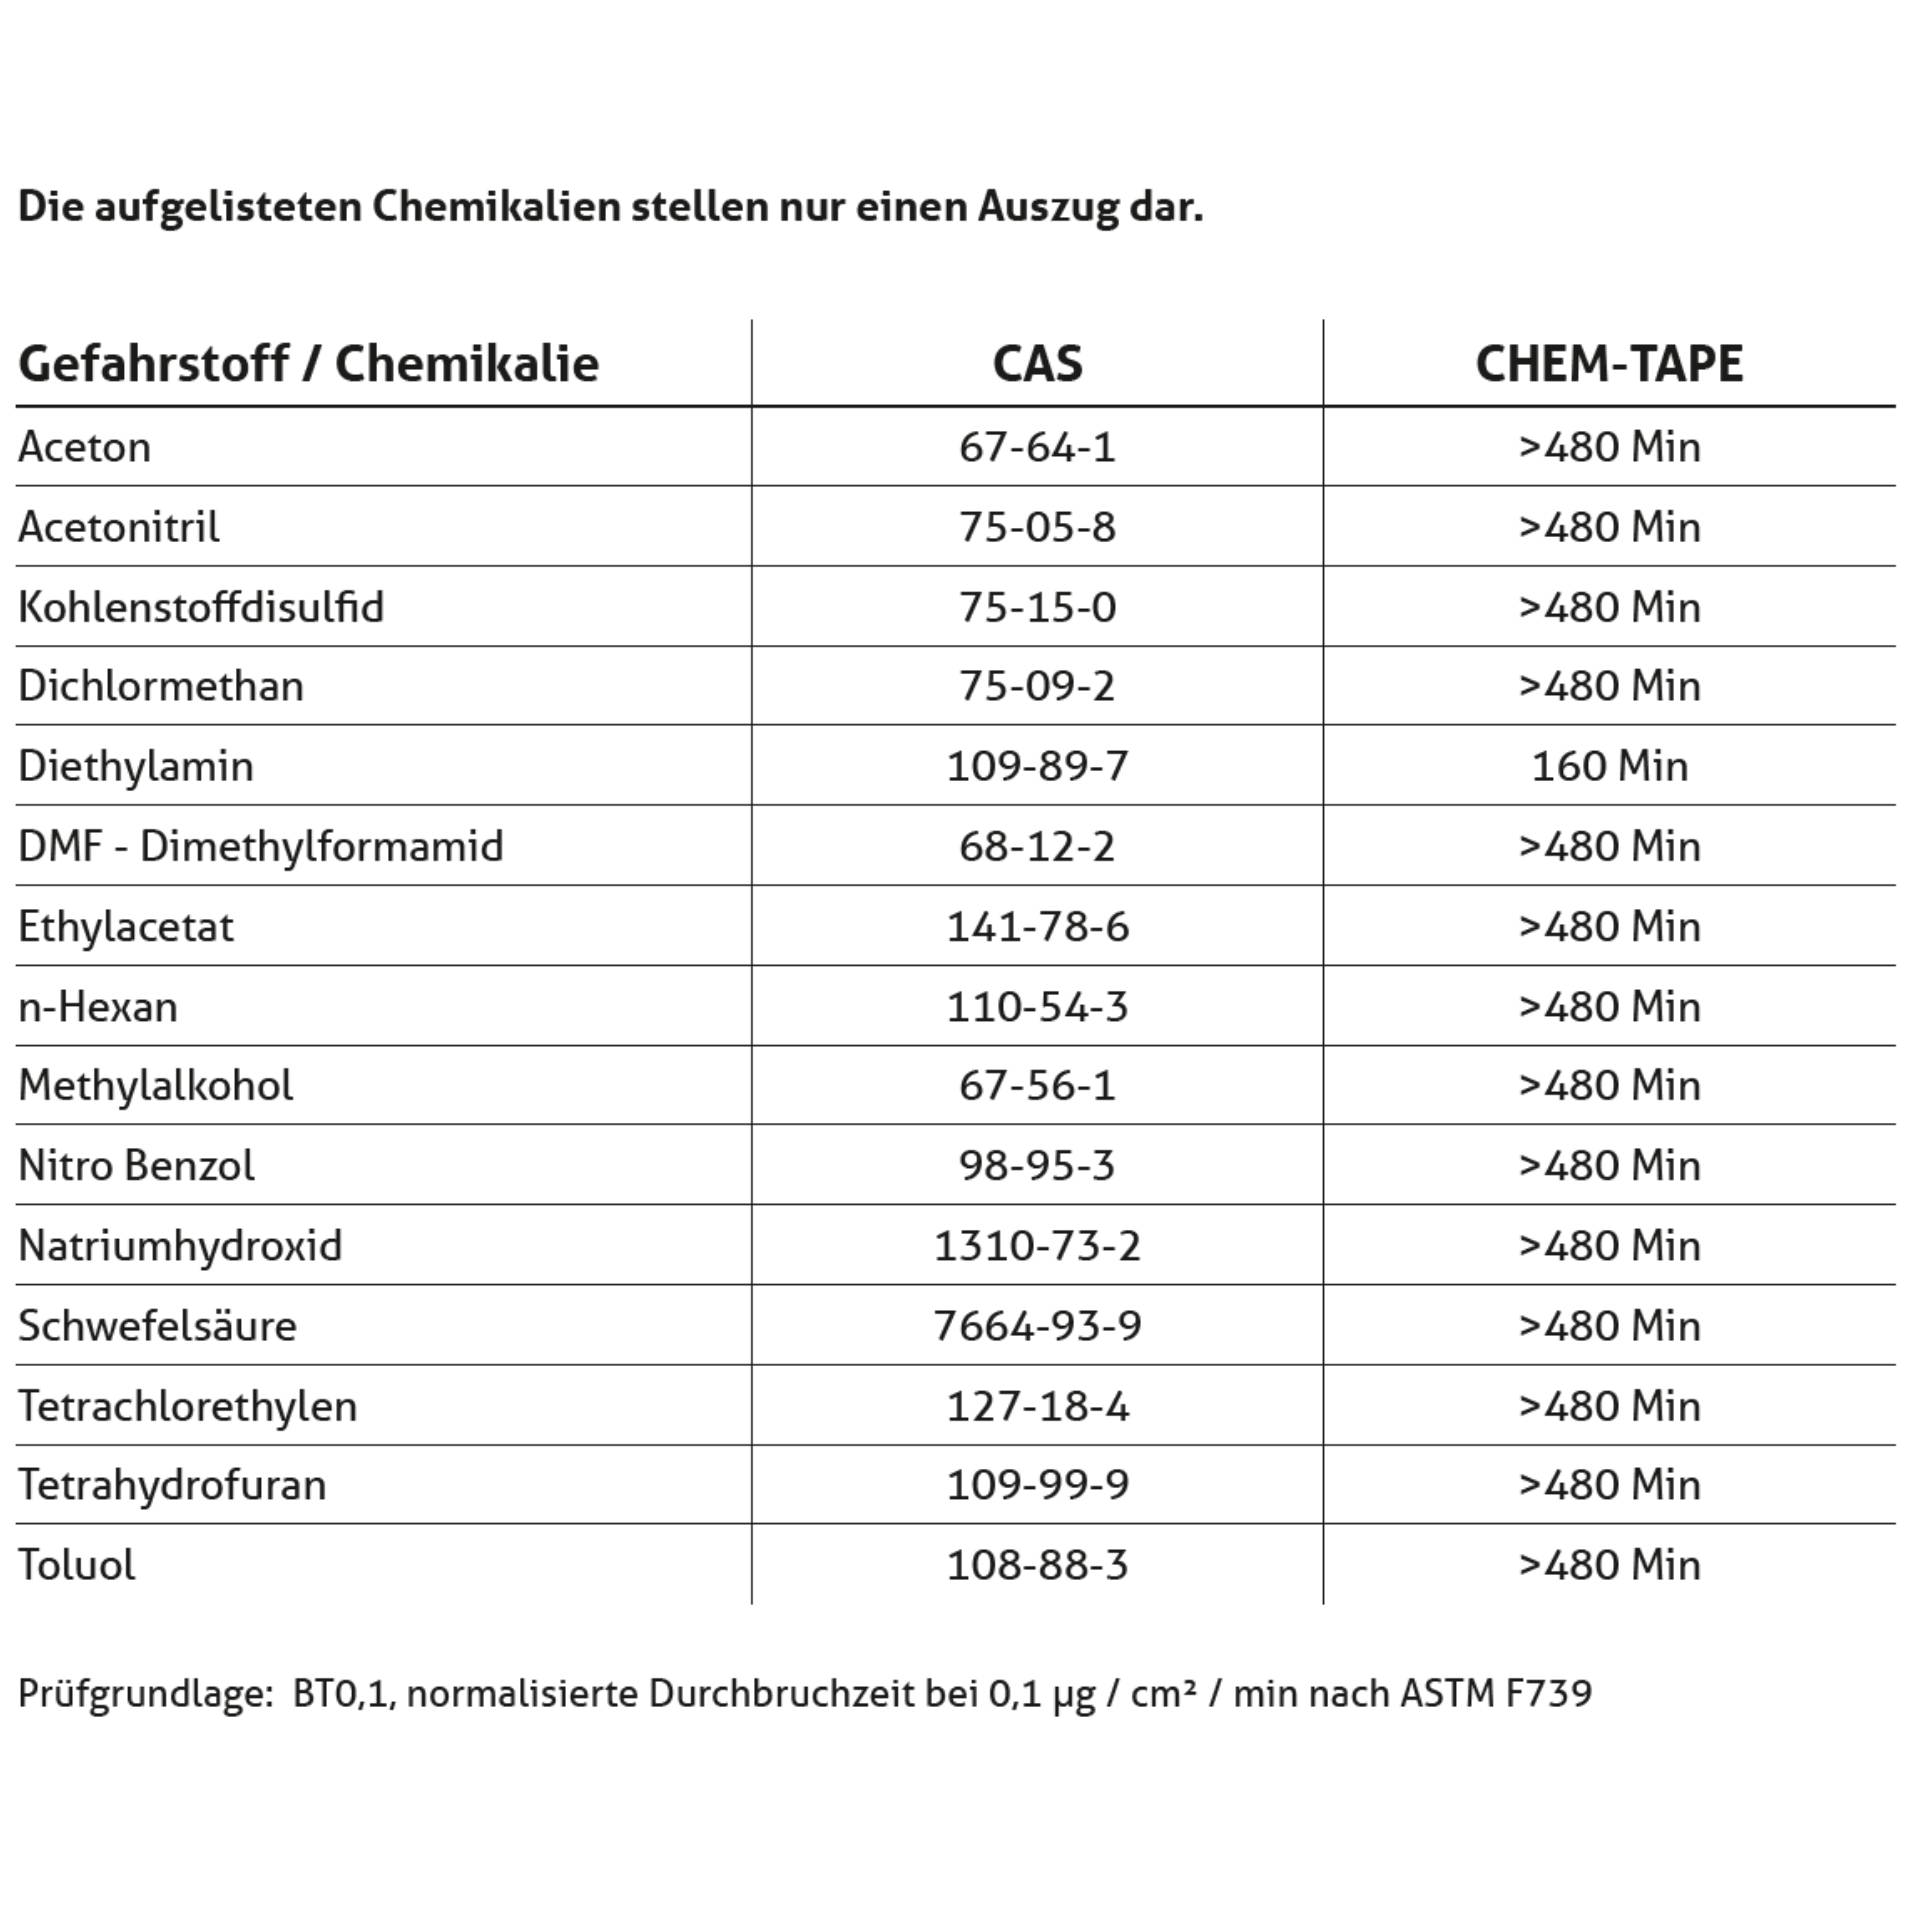 Die aufgelisteten Chemikalien stellen nur einen Auszug dar.
Gefahrstoff / Chemikalie CAS CHEM-TAPE
Aceton 67-64-1 >480 Min
Acetonitril 75-05-8 >480 Min
Kohlenstoffdisulfid 75-15-0 >480 Min
Dichlormethan 75-09-2 >480 Min
Diethylamin 109-89-7 160 Min
DMF - Dimethylformamid 68-12-2 >480 Min
Ethylacetat 141-78-6 >480 Min
n-Hexan 110-54-3 >480 Min
Methylalkohol 67-56-1 >480 Min
Nitro Benzol 98-95-3 >480 Min
Natriumhydroxid 1310-73-2 >480 Min
Schwefelsäure 7664-93-9 >480 Min
Tetrachlorethylen 127-18-4 >480 Min
Tetrahydrofuran 109-99-9 >480 Min
Toluol 108-88-3 >480 Min
Prüfgrundlage: BT0,1, normalisierte Durchbruchzeit bei 0,1 µg / cm² / min nach ASTM F739